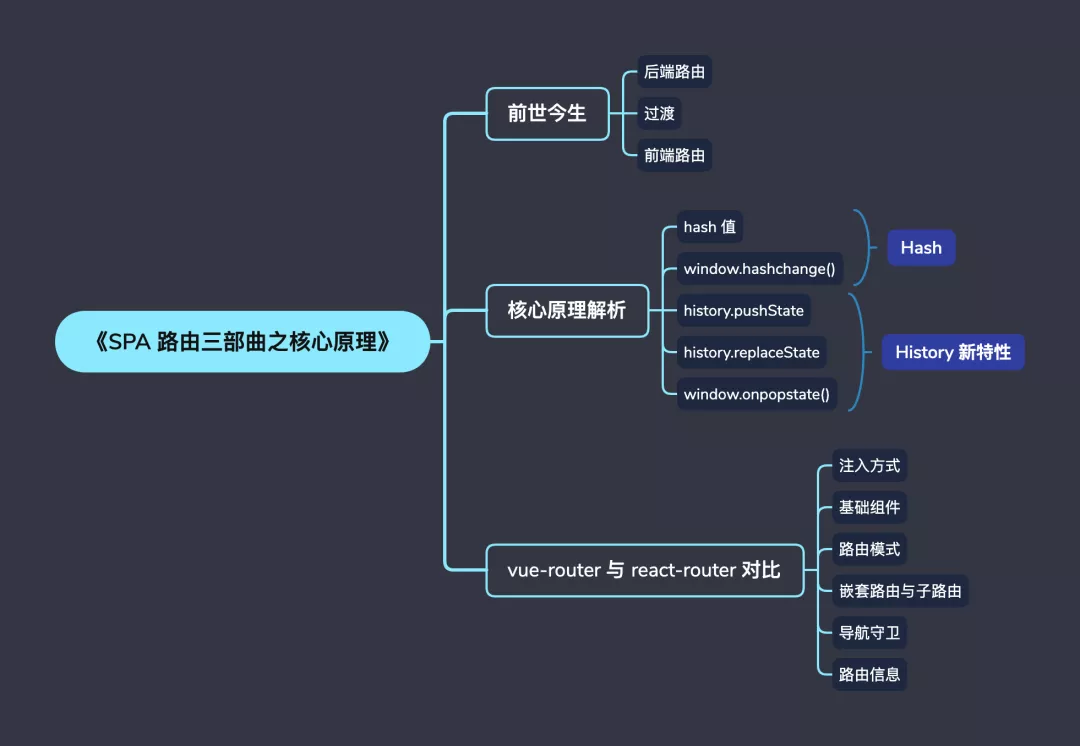 《SPA 路由三部曲之核心原理》
前世今生
后端路由
过渡
前端路由
核心原理解析
hash 值
window.hashchange()
history.pushState
history.replaceState
window.onpopstate()
Hash
History 新特性
vue-router 与 react-router 对比
注入方式
基础组件
路由模式
嵌套路由与子路由
导航守卫
路由信息